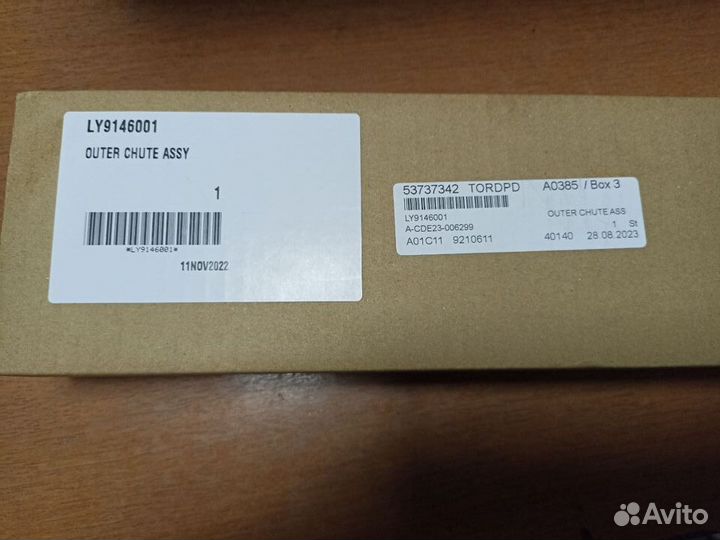 LY9146001
OUTER CHUTE ASSY
1
*LY9146001*
11NOV2022
53737342 TORDPD A0385 / Box 3
LY9146001 OUTER CHUTE ASS
A-CDE23-006299 1 St
A01C11 9210611 40140 28.08.2023
Avito